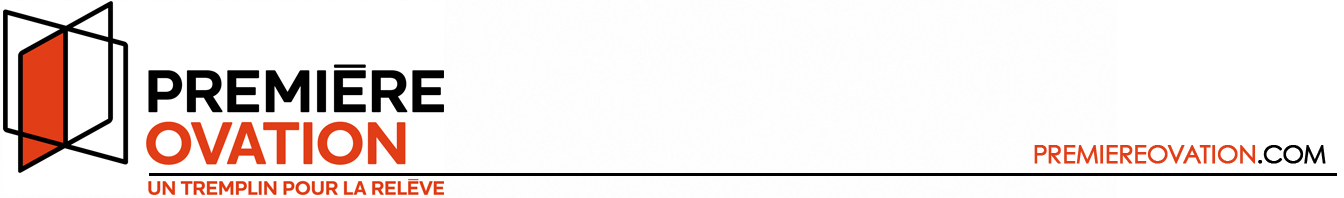 PREMIĒRE
OVATION
UN TREMPLIN POUR LA RELĒVE
PREMIEREOVATION.COM